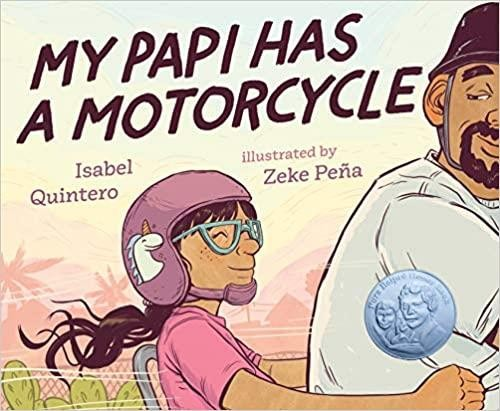 MY PAPI HAS
A MOTORCYCLE
Isabel
Quintero
illustrated by
Zeke Peña